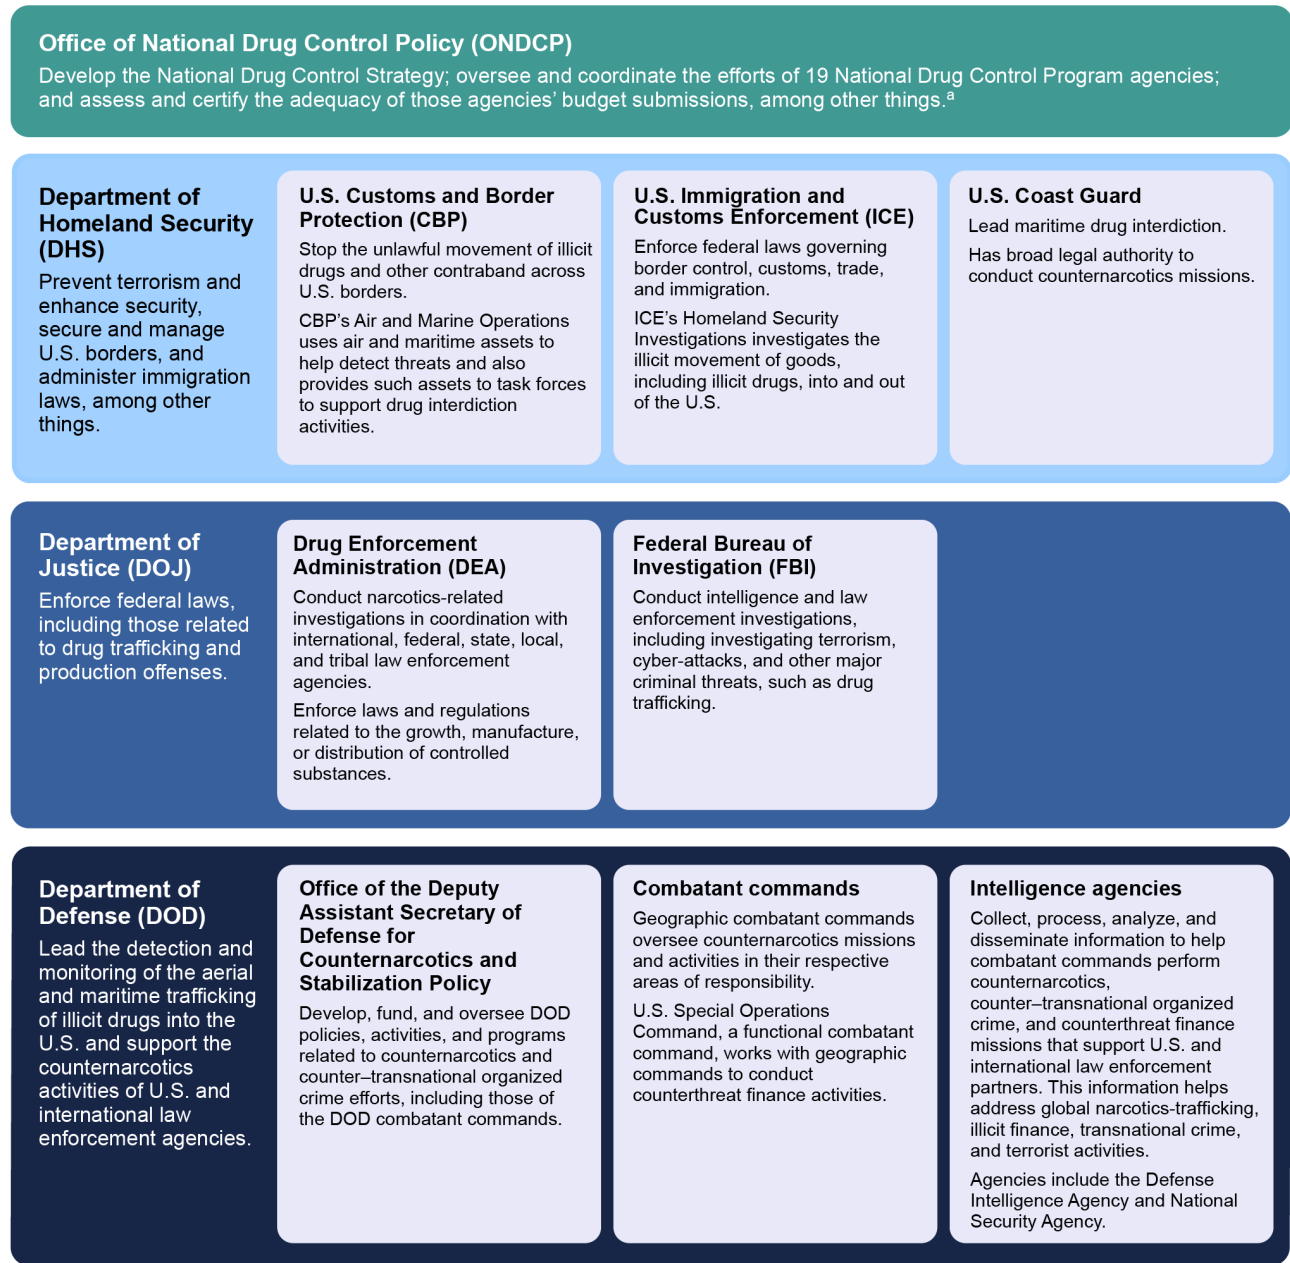 Office of National Drug Control Policy (ONDCP)
Develop the National Drug Control Strategy; oversee and coordinate the efforts of 19 National Drug Control Program agencies;
and assess and certify the adequacy of those agencies’ budget submissions, among other things.ª
Department of
Homeland Security
(DHS)
Prevent terrorism and
enhance security,
secure and manage
U.S. borders, and
administer immigration
laws, among other
things.
U.S. Customs and Border
Protection (CBP)
Stop the unlawful movement of illicit
drugs and other contraband across
U.S. borders.
CBP’s Air and Marine Operations
uses air and maritime assets to
help detect threats and also
provides such assets to task forces
to support drug interdiction
activities.
U.S. Immigration and
Customs Enforcement (ICE)
Enforce federal laws governing
border control, customs, trade,
and immigration.
ICE’s Homeland Security
Investigations investigates the
illicit movement of goods,
including illicit drugs, into and out
of the U.S.
U.S. Coast Guard
Lead maritime drug interdiction.
Has broad legal authority to
conduct counternarcotics missions.
Department of
Justice (DOJ)
Enforce federal laws,
including those related
to drug trafficking and
production offenses.
Drug Enforcement
Administration (DEA)
Conduct narcotics-related
investigations in coordination with
international, federal, state, local,
and tribal law enforcement
agencies.
Enforce laws and regulations
related to the growth, manufacture,
or distribution of controlled
substances.
Federal Bureau of
Investigation (FBI)
Conduct intelligence and law
enforcement investigations,
including investigating terrorism,
cyber-attacks, and other major
criminal threats, such as drug
trafficking.
Department of
Defense (DOD)
Lead the detection and
monitoring of the aerial
and maritime trafficking
of illicit drugs into the
U.S. and support the
counternarcotics
activities of U.S. and
international law
enforcement agencies.
Office of the Deputy
Assistant Secretary of
Defense for
Counternarcotics and
Stabilization Policy
Develop, fund, and oversee DOD
policies, activities, and programs
related to counternarcotics and
counter–transnational organized
crime efforts, including those of
the DOD combatant commands.
Combatant commands
Geographic combatant commands
oversee counternarcotics missions
and activities in their respective
areas of responsibility.
U.S. Special Operations
Command, a functional combatant
command, works with geographic
commands to conduct
counterthreat finance activities.
Intelligence agencies
Collect, process, analyze, and
disseminate information to help
combatant commands perform
counternarcotics,
counter–transnational organized
crime, and counterthreat finance
missions that support U.S. and
international law enforcement
partners. This information helps
address global narcotics-trafficking,
illicit finance, transnational crime,
and terrorist activities.
Agencies include the Defense
Intelligence Agency and National
Security Agency.